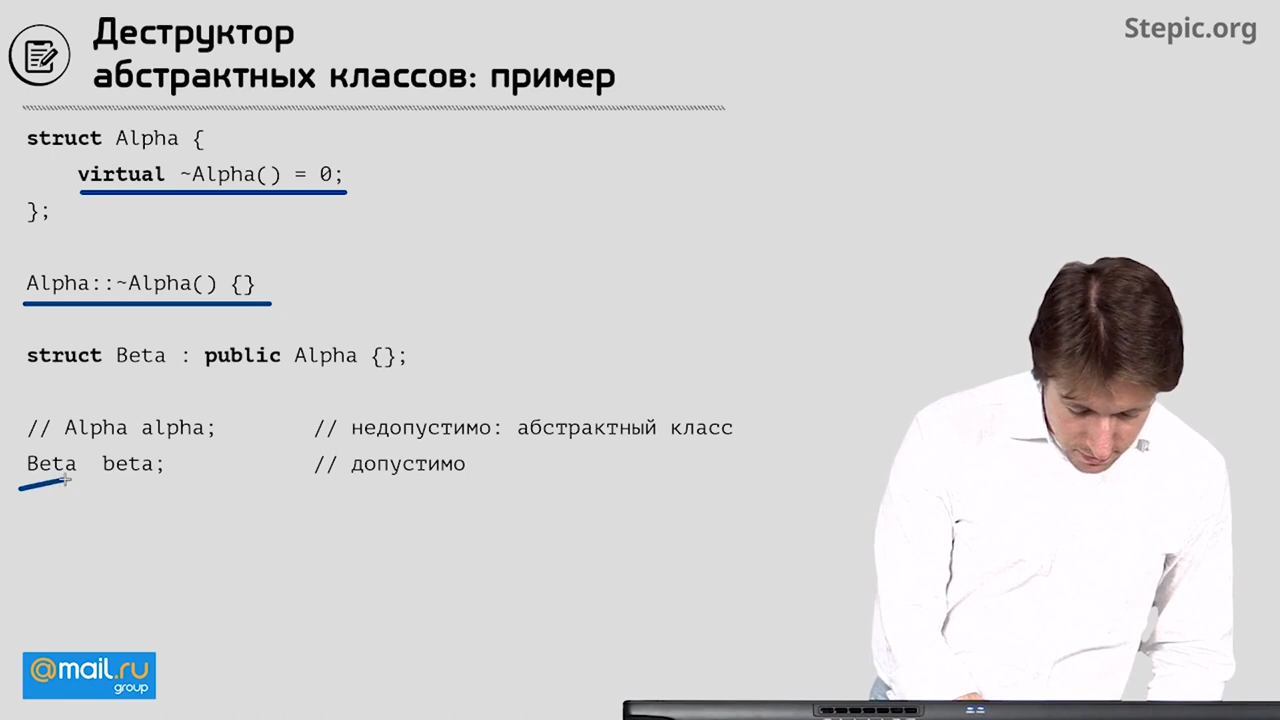 Деструктор
абстрактных классов: пример
Stepic.org
struct Alpha {
    virtual ~Alpha() = 0;
};
Alpha::~Alpha() {}
struct Beta : public Alpha {};
// Alpha alpha;        // недопустимо: абстрактный класс
Beta  beta;            // допустимо
@mail.ru
group